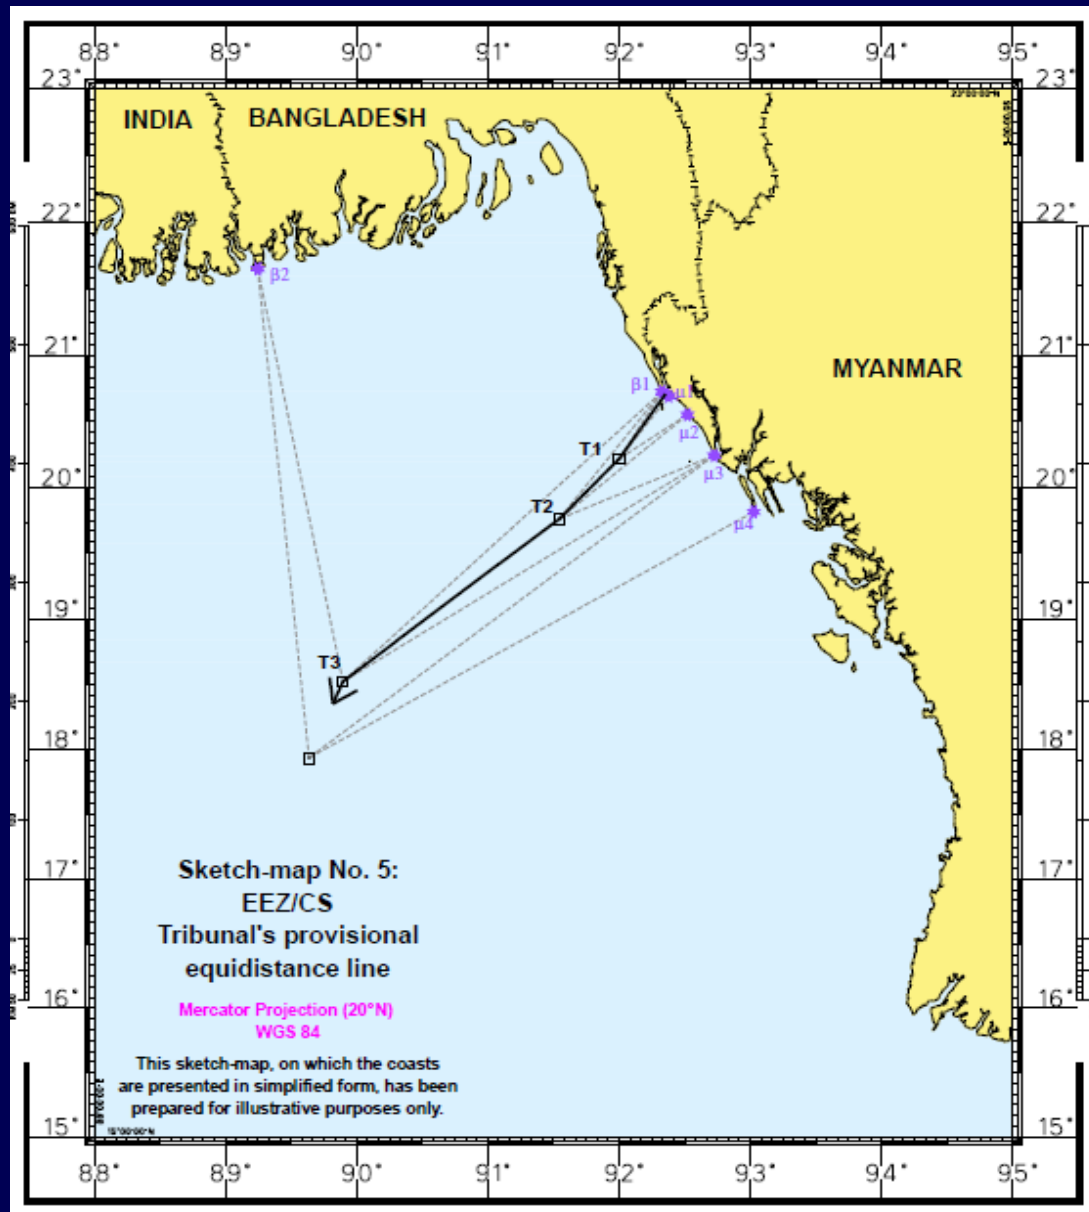 88° 89° 90° 91° 92° 93° 94° 95°
23° 23°
INDIA BANGLADESH
22° 22°
β2
21° 21°
MYANMAR
β1 μ1
μ2
T1
μ3
20° 20°
T2
μ4
19° 19°
T3
18° 18°
17° 17°
Sketch-map No. 5:
EEZ/CS
Tribunal's provisional
equidistance line
16° 16°
Mercator Projection (20°N)
WGS 84
This sketch-map, on which the coasts
are presented in simplified form, has been
prepared for illustrative purposes only.
15° 15°
15°00'00"N
88° 89° 90° 91° 92° 93° 94° 95°